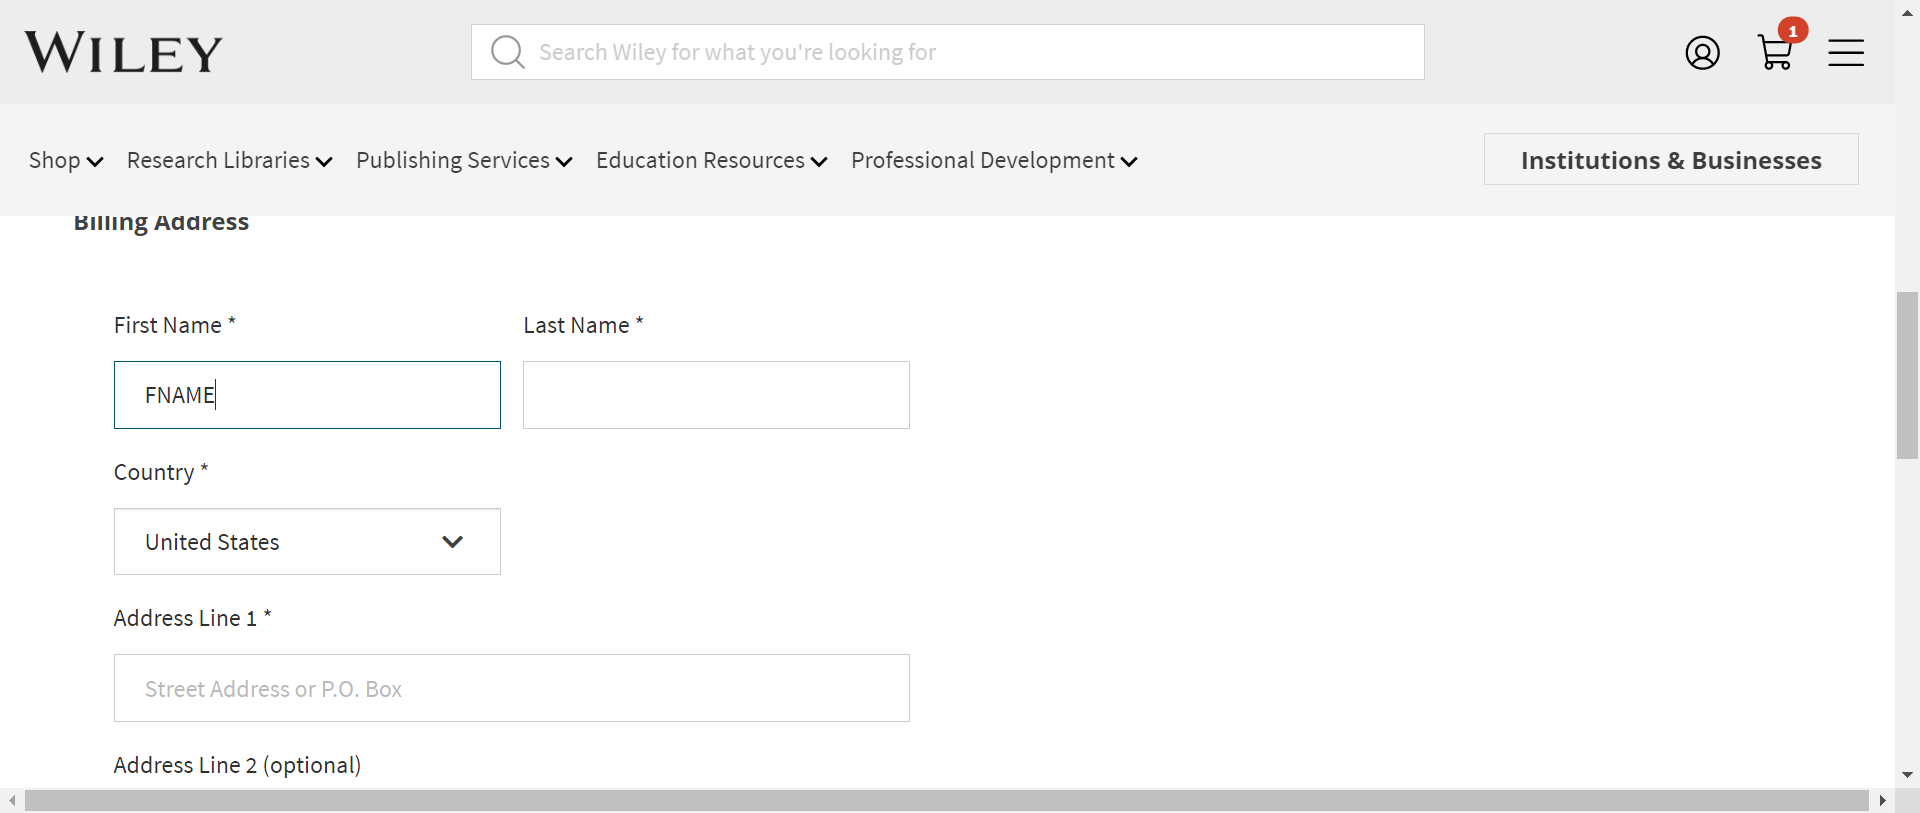 WILEY
Search Wiley for what you're looking for
1
Shop Research Libraries Publishing Services Education Resources Professional Development Institutions & Businesses
Billing Address
First Name * Last Name *
FNAME
Country *
United States
Address Line 1 *
Street Address or P.O. Box
Address Line 2 (optional)